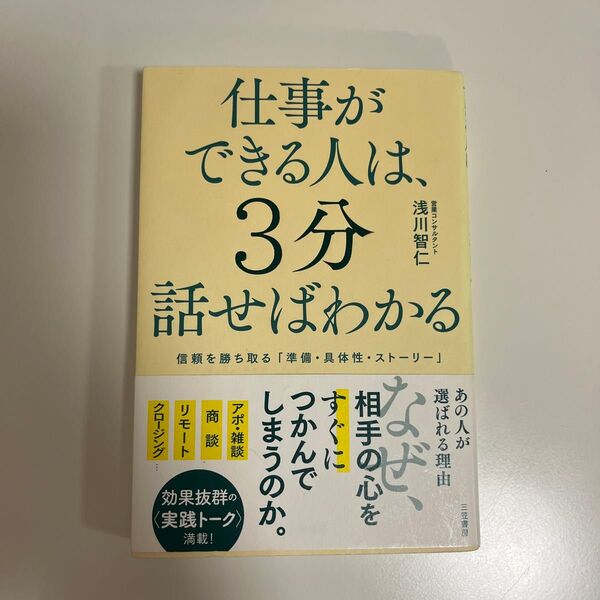 仕事が
できる人は、
3分
話せばわかる
営業コンサルタント
浅川智仁
信頼を勝ち取る「準備・具体性・ストーリー」
あの人が
選ばれる理由
なぜ、
相手の心を
すぐに
つかんで
しまうのか。
アポ・雑談
商談
リモート
クロージング…
効果抜群の
〈実践トーク〉
満載！
三笠書房